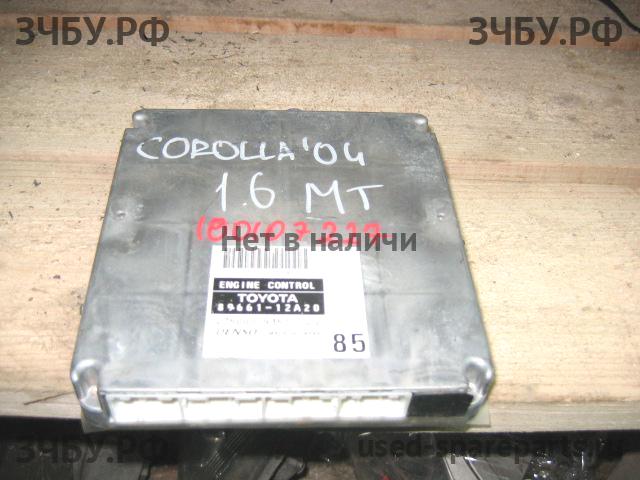 ЗЧБУ.РФ
ЗЧБУ.РФ
COROLLA '04
1.6 MT
Нет в наличи
ENGINE CONTROL
TOYOTA
89661-12A20
DENSO
85
ЗЧБУ.РФ
used-spareparts.ru